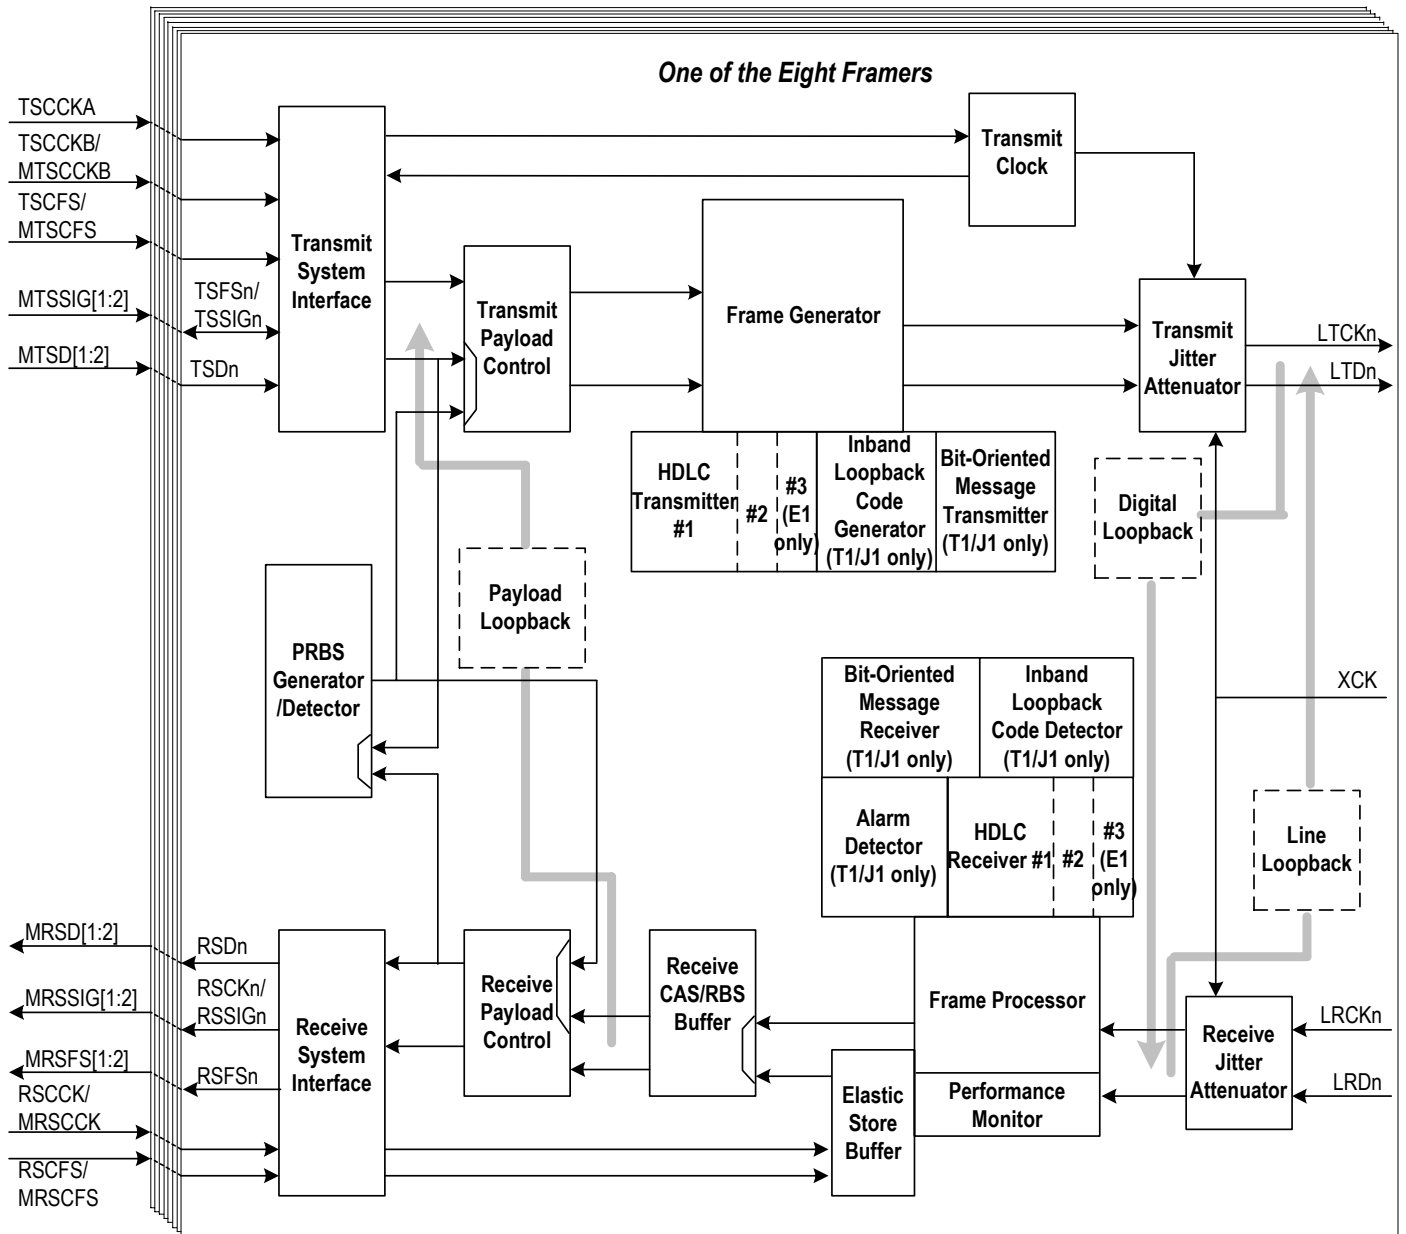 One of the Eight Framers
TSCCKA
TSCCKB/
MTSCCKB
TSCFS/
MTSCFS
MTSSIG[1:2]
MTSD[1:2]
TSFSn/
TSSIGn
TSDn
Transmit
System
Interface
Transmit
Payload
Control
Frame Generator
Transmit
Clock
Transmit
Jitter
Attenuator
LTCKn
LTDn
HDLC
Transmitter
#1
#2
#3
(E1
only)
Inband
Loopback
Code
Generator
(T1/J1 only)
Bit-Oriented
Message
Transmitter
(T1/J1 only)
Digital
Loopback
Payload
Loopback
PRBS
Generator
/Detector
Bit-Oriented
Message
Receiver
(T1/J1 only)
Inband
Loopback
Code Detector
(T1/J1 only)
XCK
Alarm
Detector
(T1/J1 only)
HDLC
Receiver #1
#2
#3
(E1
only)
Line
Loopback
MRSD[1:2]
MRSSIG[1:2]
MRSFS[1:2]
RSCCK/
MRSCCK
RSCFS/
MRSCFS
RSDn
RSCKn/
RSSIGn
RSFSn
Receive
System
Interface
Receive
Payload
Control
Receive
CAS/RBS
Buffer
Elastic
Store
Buffer
Frame Processor
Performance
Monitor
Receive
Jitter
Attenuator
LRCKn
LRDn